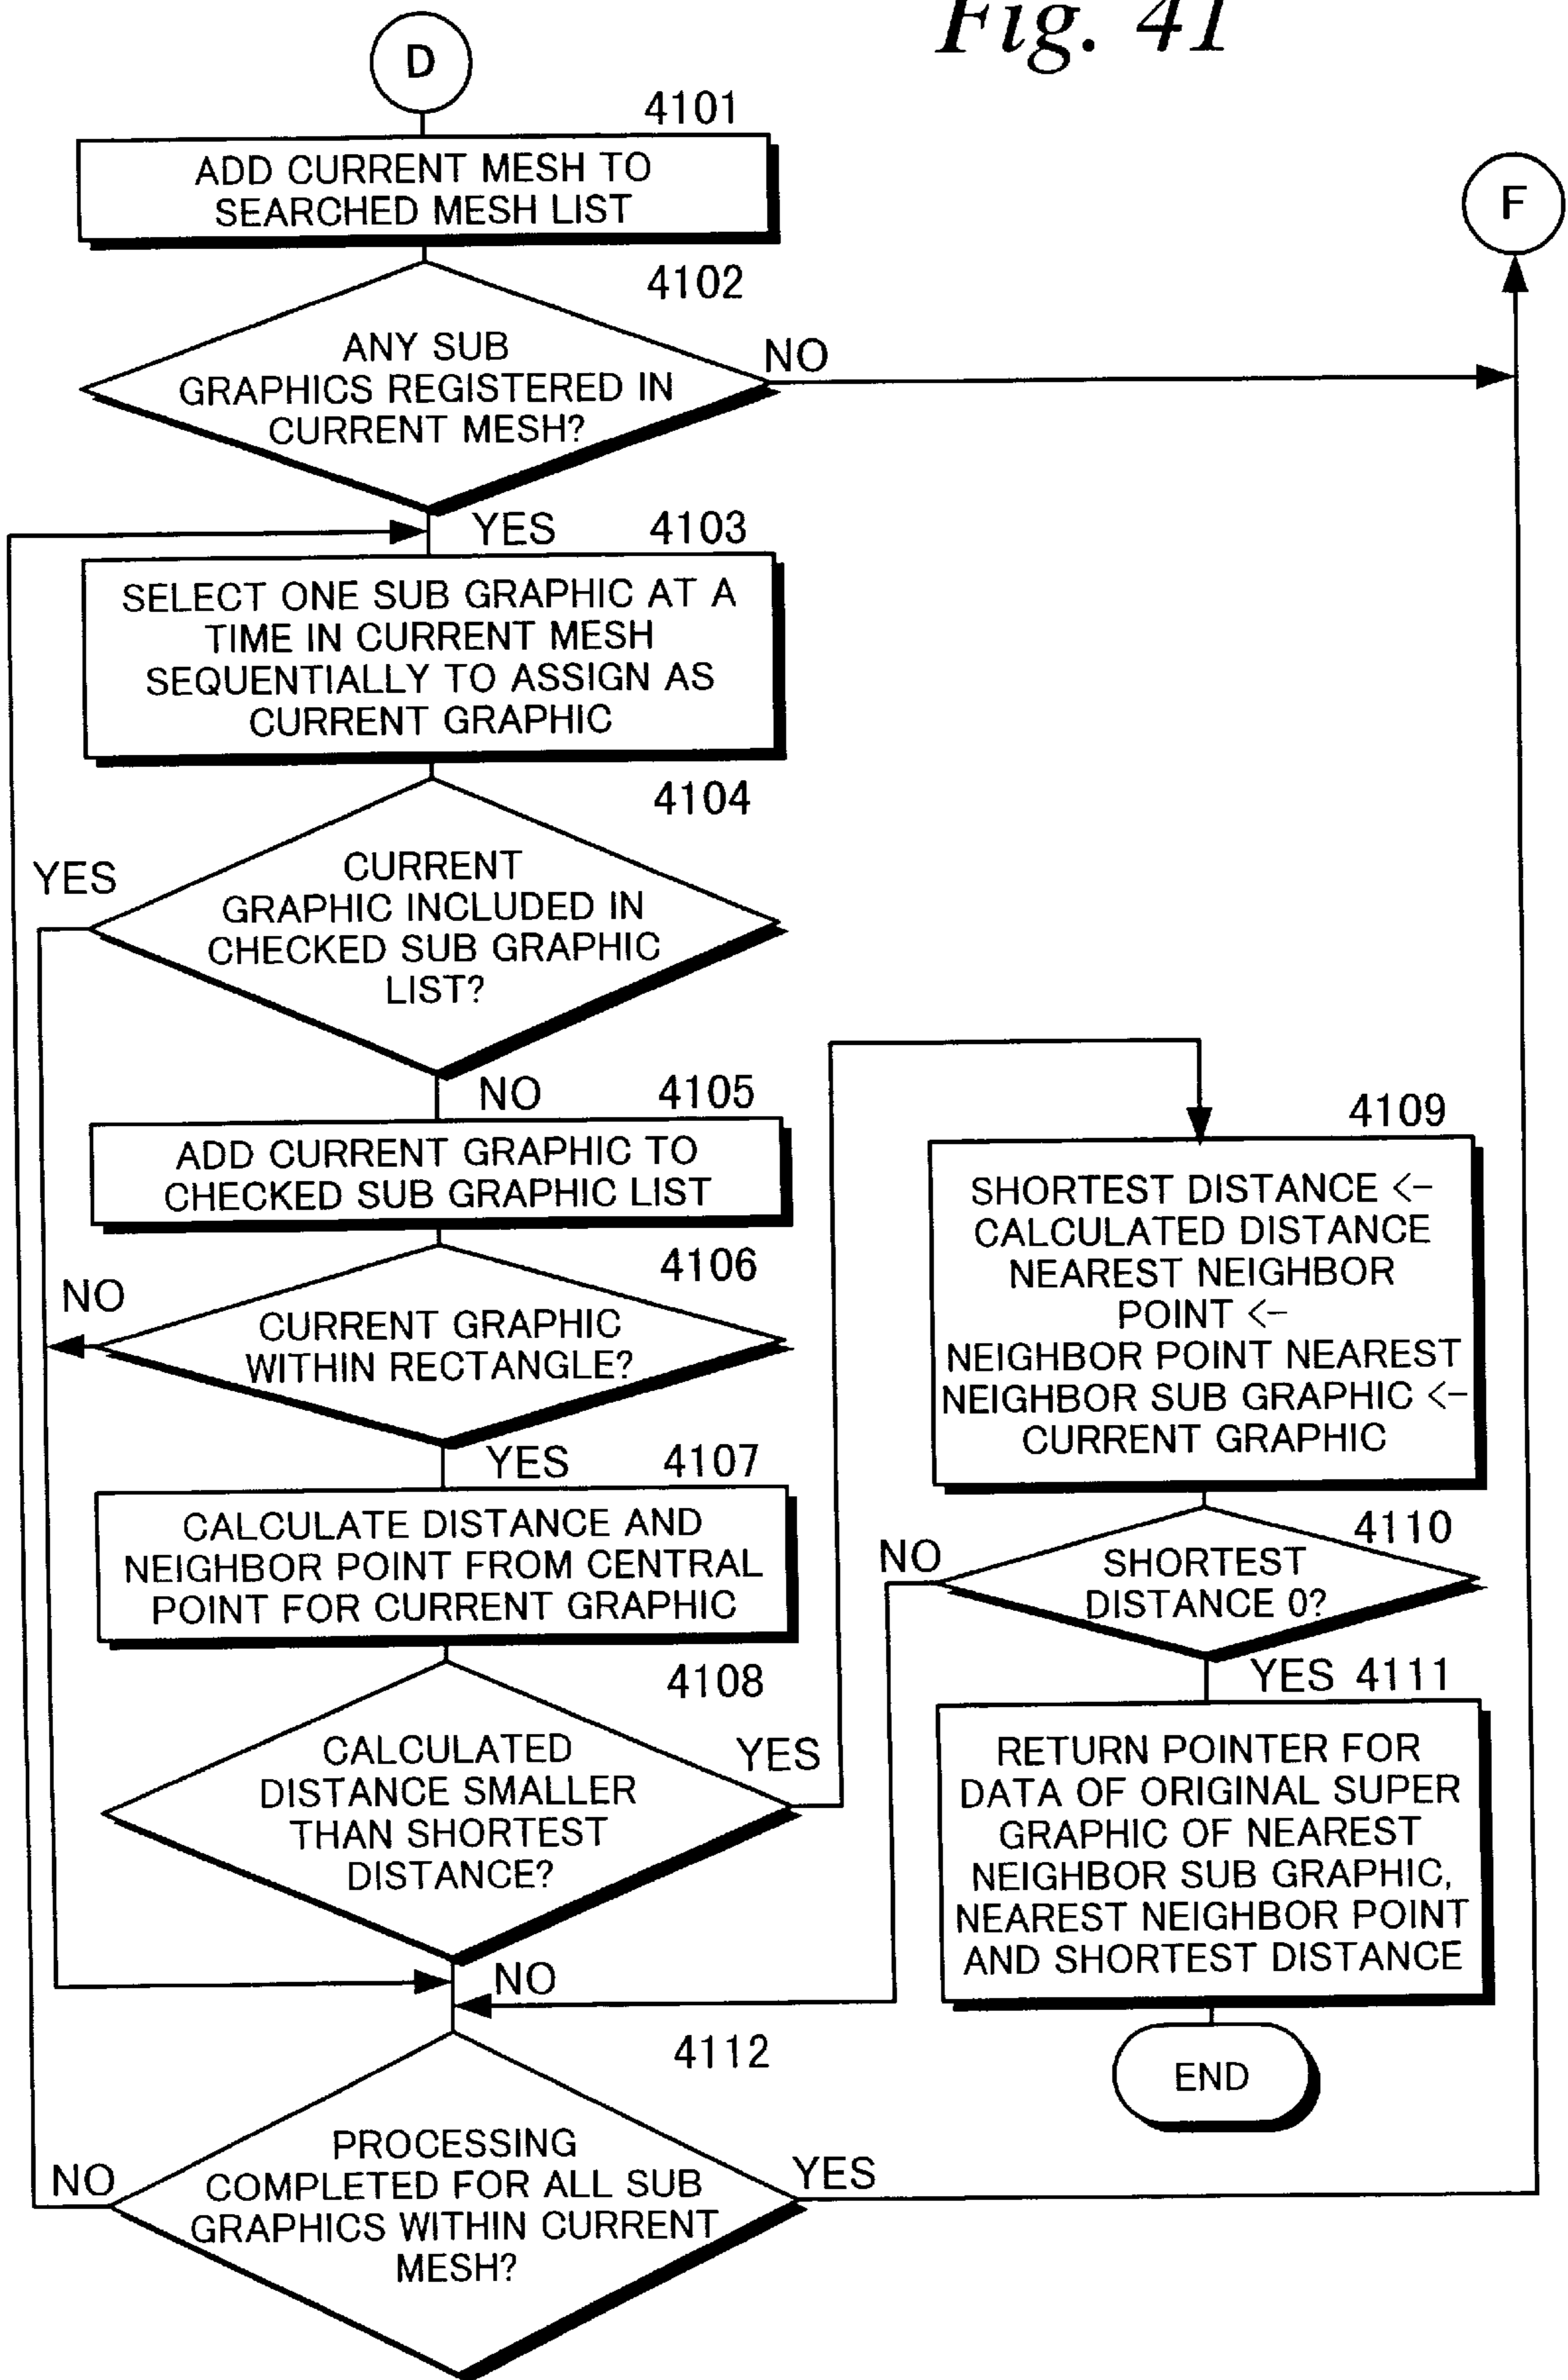 Fig. 41
D
4101
ADD CURRENT MESH TO
SEARCHED MESH LIST
F
4102
ANY SUB
GRAPHICS REGISTERED IN
CURRENT MESH?
NO
YES
4103
SELECT ONE SUB GRAPHIC AT A
TIME IN CURRENT MESH
SEQUENTIALLY TO ASSIGN AS
CURRENT GRAPHIC
4104
YES
CURRENT
GRAPHIC INCLUDED IN
CHECKED SUB GRAPHIC
LIST?
NO
4105
ADD CURRENT GRAPHIC TO
CHECKED SUB GRAPHIC LIST
4106
NO
CURRENT GRAPHIC
WITHIN RECTANGLE?
YES
4107
CALCULATE DISTANCE AND
NEIGHBOR POINT FROM CENTRAL
POINT FOR CURRENT GRAPHIC
4108
CALCULATED
DISTANCE SMALLER
THAN SHORTEST
DISTANCE?
YES
NO
4109
SHORTEST DISTANCE <-
CALCULATED DISTANCE
NEAREST NEIGHBOR
POINT <-
NEIGHBOR POINT NEAREST
NEIGHBOR SUB GRAPHIC <-
CURRENT GRAPHIC
4110
NO
SHORTEST
DISTANCE 0?
YES
4111
RETURN POINTER FOR
DATA OF ORIGINAL SUPER
GRAPHIC OF NEAREST
NEIGHBOR SUB GRAPHIC,
NEAREST NEIGHBOR POINT
AND SHORTEST DISTANCE
END
4112
NO
PROCESSING
COMPLETED FOR ALL SUB
GRAPHICS WITHIN CURRENT
MESH?
YES